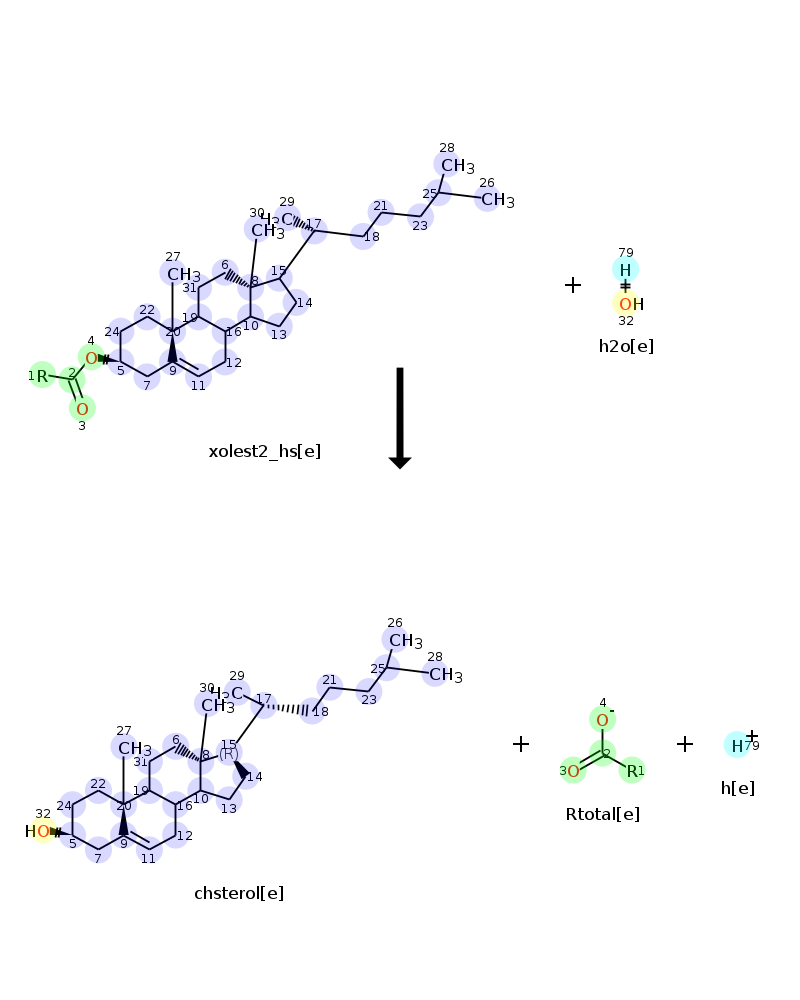 28
CH3
26
29
25
CH3
21
30
H3C
17
CH3
23
18
79
27
6
15
H
CH3
31
8
14
OH
22
19
10
32
24
20
16
13
h2o[e]
4
O
5
9
12
1R
2
7
11
O
3
xolest2_hs[e]
26
CH3
28
29
25
CH3
21
30
H3C
17
23
4
CH3
18
O-
27
6
15
CH3
(R)
2
H+
79
31
8
14
3O
R1
22
19
10
h[e]
24
20
16
13
Rtotal[e]
32
HO
5
9
12
7
11
chsterol[e]